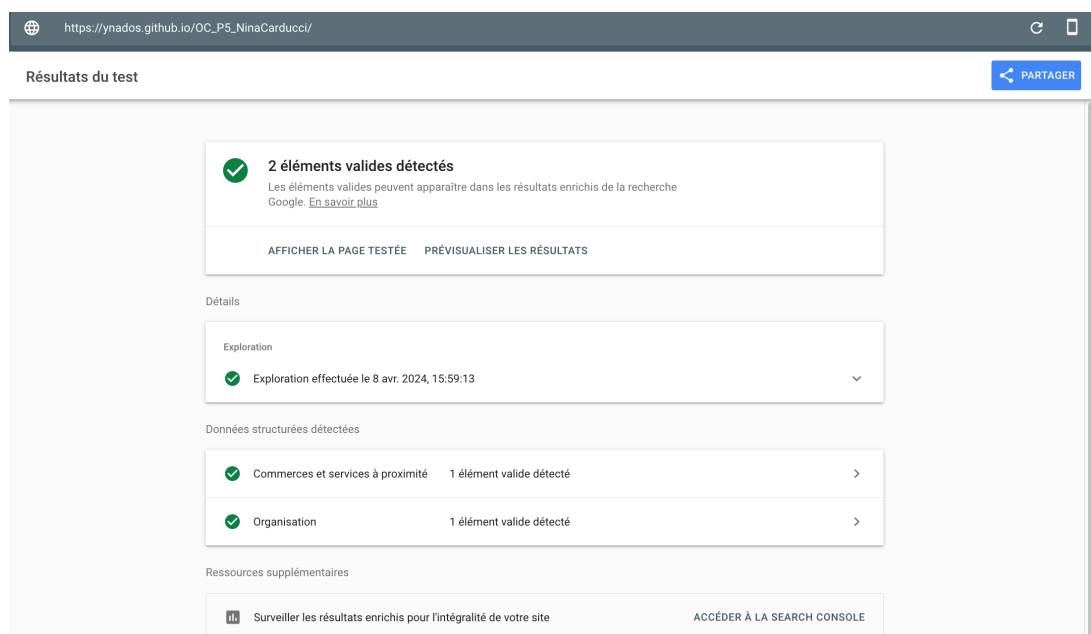 https://ynados.github.io/OC_P5_NinaCarducci/
Résultats du test
PARTAGER
2 éléments valides détectés
Les éléments valides peuvent apparaître dans les résultats enrichis de la recherche
Google. En savoir plus
AFFICHER LA PAGE TESTÉE PRÉVISUALISER LES RÉSULTATS
Détails
Exploration
Exploration effectuée le 8 avr. 2024, 15:59:13
Données structurées détectées
Commerces et services à proximité 1 élément valide détecté
Organisation 1 élément valide détecté
Ressources supplémentaires
Surveiller les résultats enrichis pour l'intégralité de votre site ACCÉDER À LA SEARCH CONSOLE